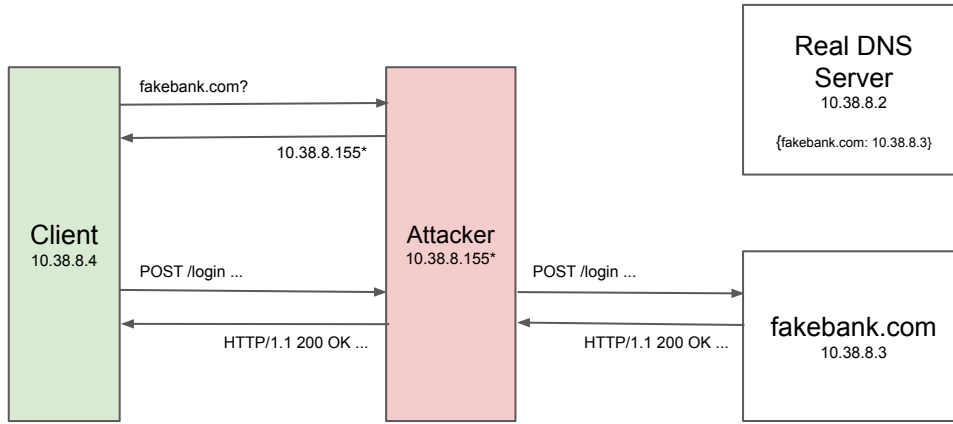 Real DNS
Server
10.38.8.2
{fakebank.com: 10.38.8.3}
fakebank.com?
10.38.8.155*
Client
10.38.8.4
Attacker
10.38.8.155*
POST /login ...
POST /login ...
HTTP/1.1 200 OK ...
HTTP/1.1 200 OK ...
fakebank.com
10.38.8.3